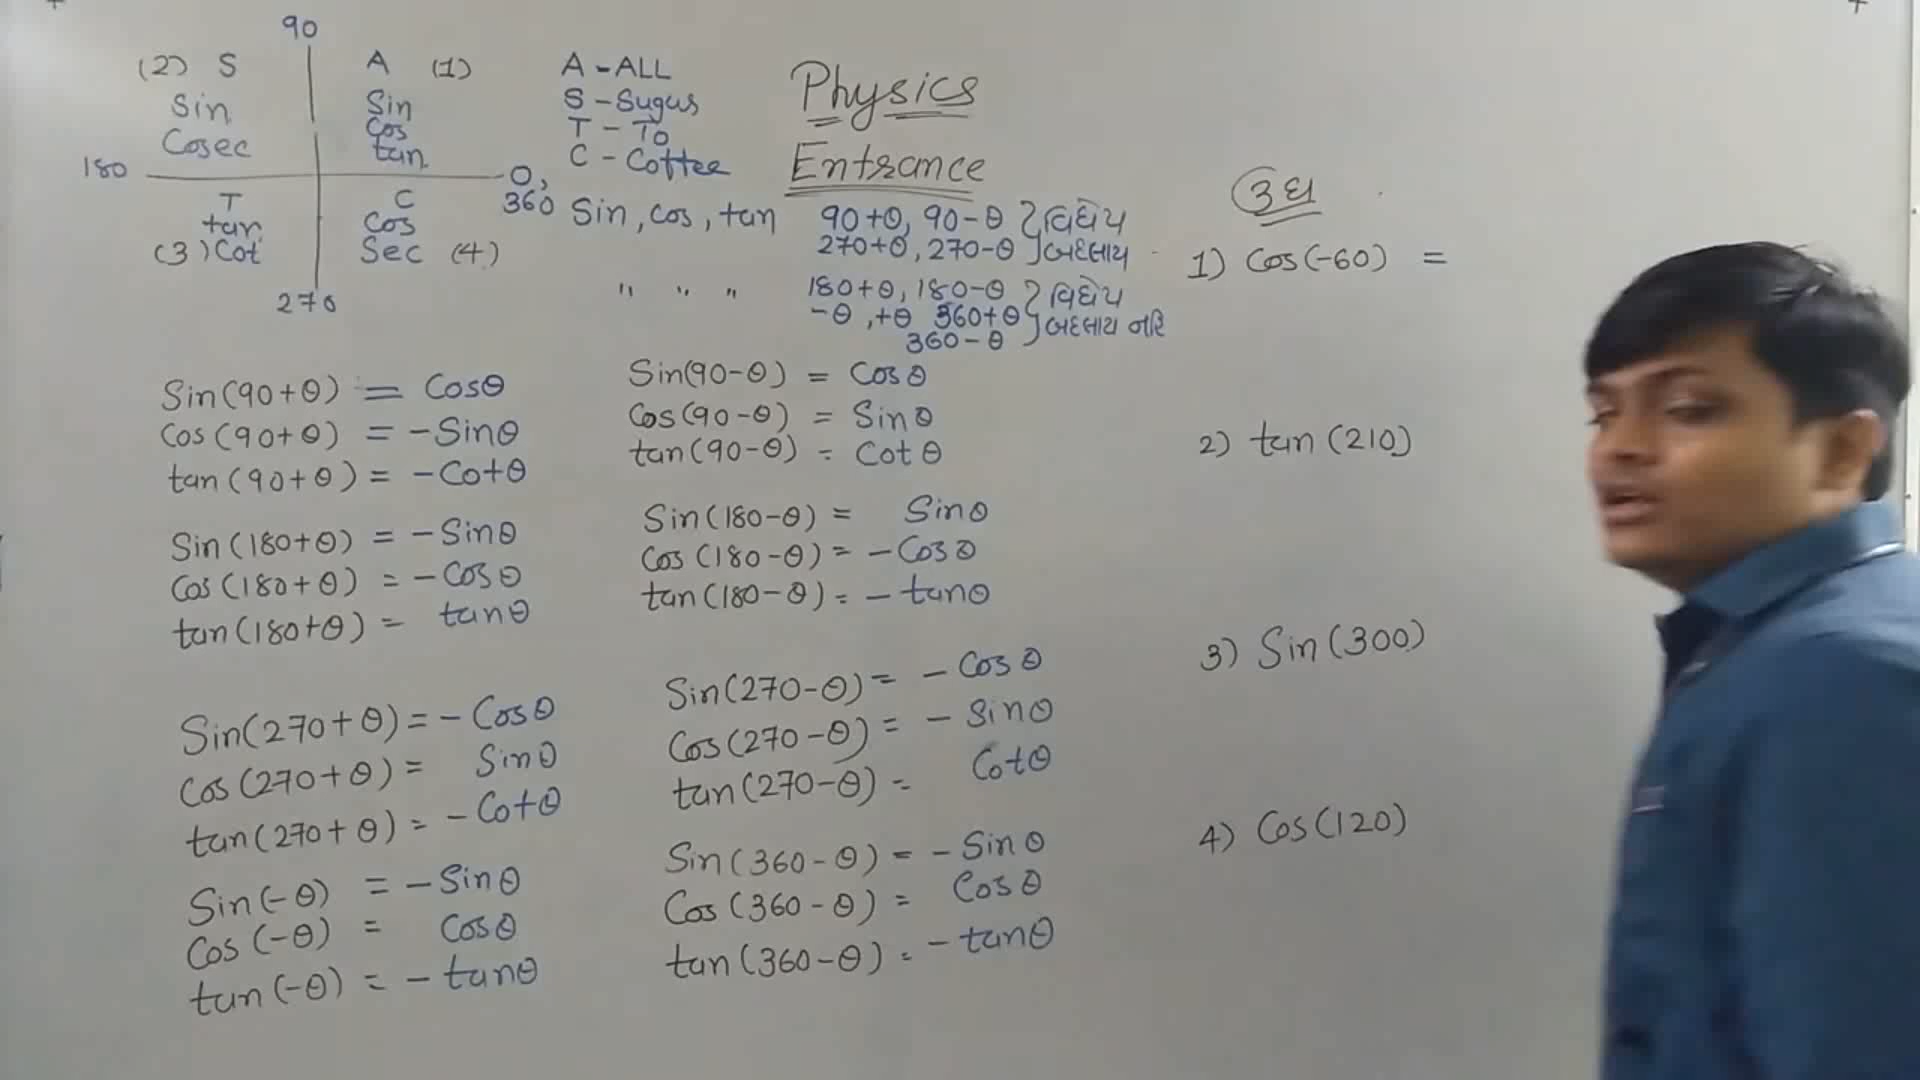 90
(2) S
Sin
Cosec
A (1)
Sin
Cos
tan
180
0,
360
T
tan
(3) Cot
C
Cos
Sec (4)
270
A - ALL
S - Sugus
T - To
C - Coffee
Physics
Entrance
Sin, cos, tan 90+θ, 90-θ } વિધેય
270+θ, 270-θ } બદલાય
" " " 180+θ, 180-θ } વિધેય
-θ, +θ 360+θ } બદલાય નહિ
360-θ
Sin(90+θ) = Cosθ
Cos(90+θ) = -Sinθ
tan(90+θ) = -Cotθ
Sin(180+θ) = -Sinθ
Cos(180+θ) = -Cosθ
tan(180+θ) = tanθ
Sin(270+θ) = -Cosθ
Cos(270+θ) = Sinθ
tan(270+θ) = -Cotθ
Sin(-θ) = -Sinθ
Cos(-θ) = Cosθ
tan(-θ) = -tanθ
Sin(90-θ) = Cosθ
Cos(90-θ) = Sinθ
tan(90-θ) = Cotθ
Sin(180-θ) = Sinθ
Cos(180-θ) = -Cosθ
tan(180-θ) = -tanθ
Sin(270-θ) = -Cosθ
Cos(270-θ) = -Sinθ
tan(270-θ) = Cotθ
Sin(360-θ) = -Sinθ
Cos(360-θ) = Cosθ
tan(360-θ) = -tanθ
1) Cos(-60) =
2) tan(210)
3) Sin(300)
4) Cos(120)